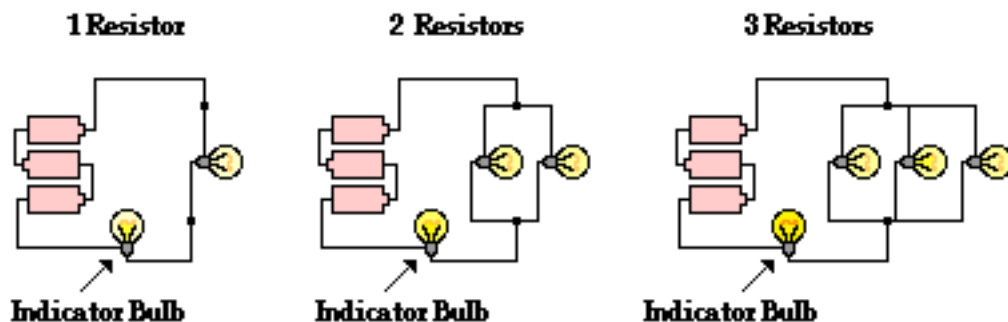 1 Resistor
2 Resistors
3 Resistors
Indicator Bulb
Indicator Bulb
Indicator Bulb